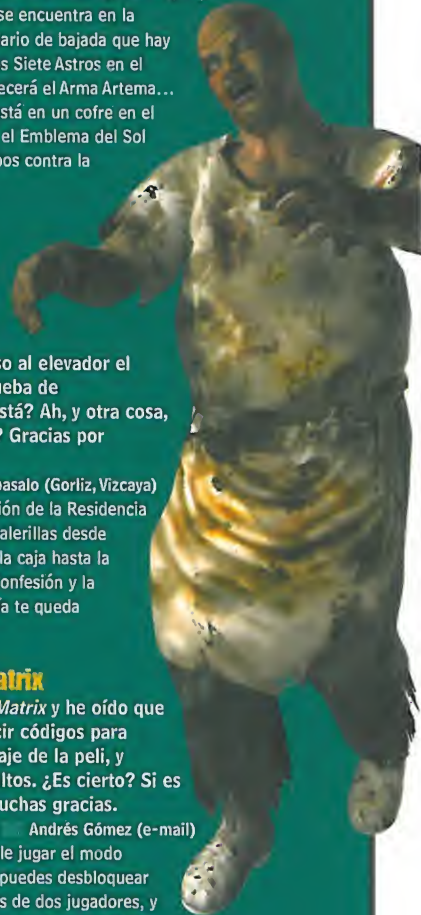 se encuentra en la
ario de bajada que hay
s Siete Astros en el
ecerá el Arma Artema...
stá en un cofre en el
el Emblema del Sol
pos contra la
so al elevador el
ueba de
stá? Ah, y otra cosa,
? Gracias por
basalo (Gorliz, Vizcaya)
ión de la Residencia
alerillas desde
la caja hasta la
onfesión y la
ía te queda
atrix
Matrix y he oído que
cir códigos para
aje de la peli, y
ltos. ¿Es cierto? Si es
uchas gracias.
Andrés Gómez (e-mail)
le jugar el modo
puedes desbloquear
s de dos jugadores, y